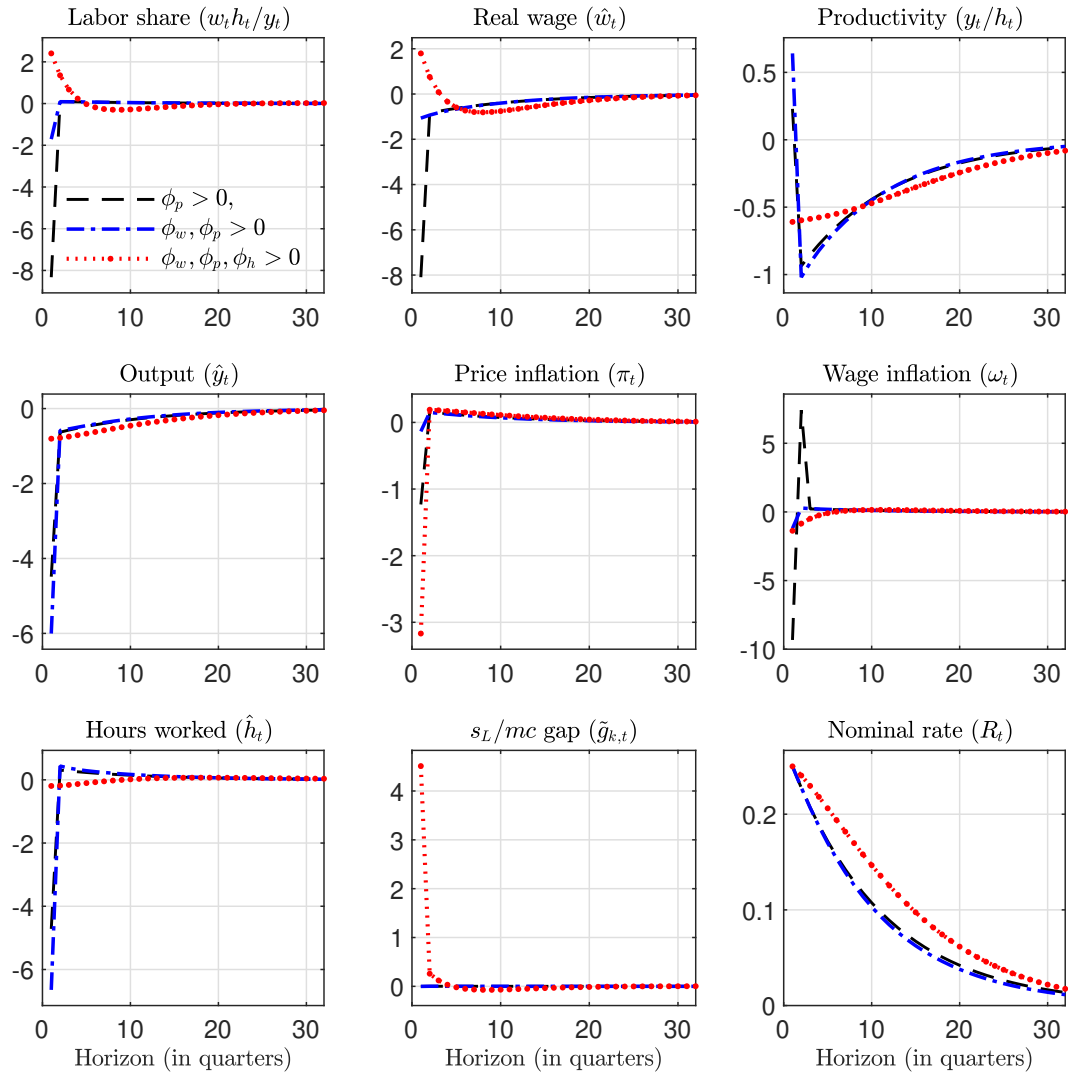 Labor share (w_t h_t/y_t)
2
0
-2
-4
-6
-8
ϕ_p > 0,
ϕ_w, ϕ_p > 0
ϕ_w, ϕ_p, ϕ_h > 0
0 10 20 30
Real wage (ŵ_t)
2
0
-2
-4
-6
-8
0 10 20 30
Productivity (y_t/h_t)
0.5
0
-0.5
-1
0 10 20 30
Output (ŷ_t)
0
-2
-4
-6
0 10 20 30
Price inflation (π_t)
0
-1
-2
-3
0 10 20 30
Wage inflation (ω_t)
5
0
-5
-10
0 10 20 30
Hours worked (ĥ_t)
0
-2
-4
-6
0 10 20 30
Horizon (in quarters)
s_L/mc gap (g̃_{k,t})
4
3
2
1
0
0 10 20 30
Horizon (in quarters)
Nominal rate (R_t)
0.2
0.1
0
0 10 20 30
Horizon (in quarters)